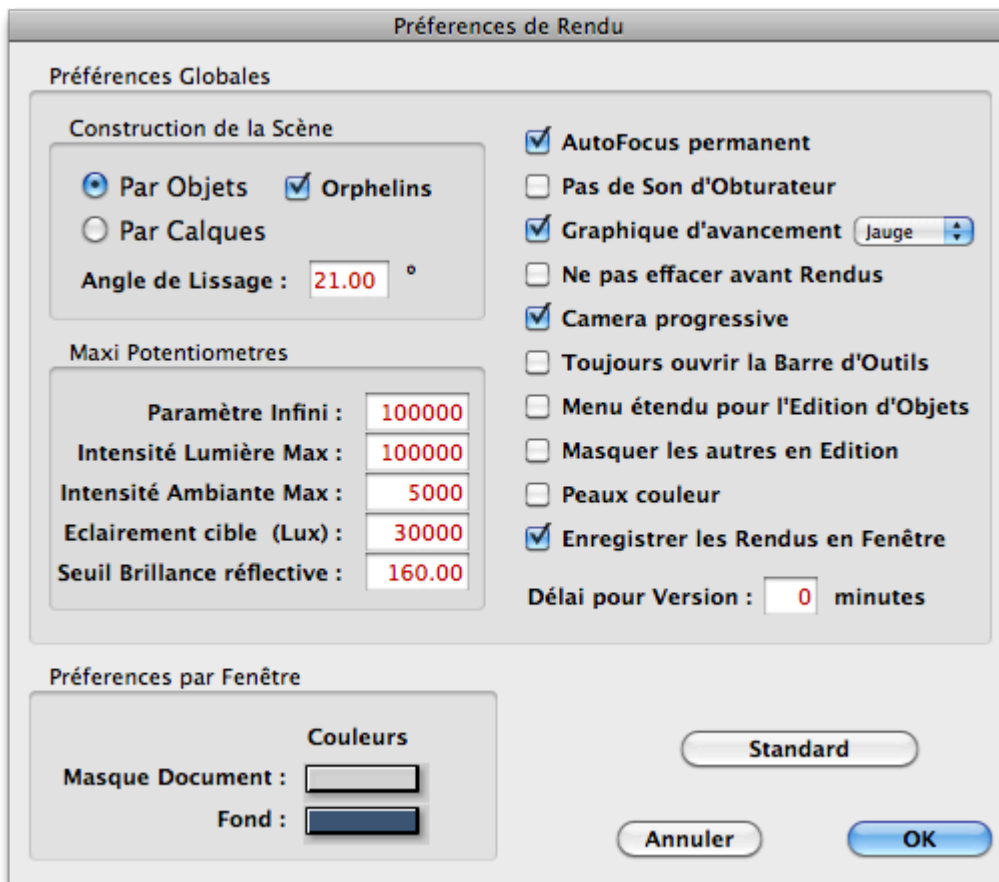 Préferences de Rendu
Préférences Globales
Construction de la Scène
Par Objets Orphelins
Par Calques
Angle de Lissage : 21.00 °
Maxi Potentiometres
Paramètre Infini : 100000
Intensité Lumière Max : 100000
Intensité Ambiante Max : 5000
Eclairement cible (Lux) : 30000
Seuil Brillance réflective : 160.00
AutoFocus permanent
Pas de Son d'Obturateur
Graphique d'avancement Jauge
Ne pas effacer avant Rendus
Camera progressive
Toujours ouvrir la Barre d'Outils
Menu étendu pour l'Edition d'Objets
Masquer les autres en Edition
Peaux couleur
Enregistrer les Rendus en Fenêtre
Délai pour Version : 0 minutes
Préferences par Fenêtre
Couleurs
Masque Document :
Fond :
Standard
Annuler OK